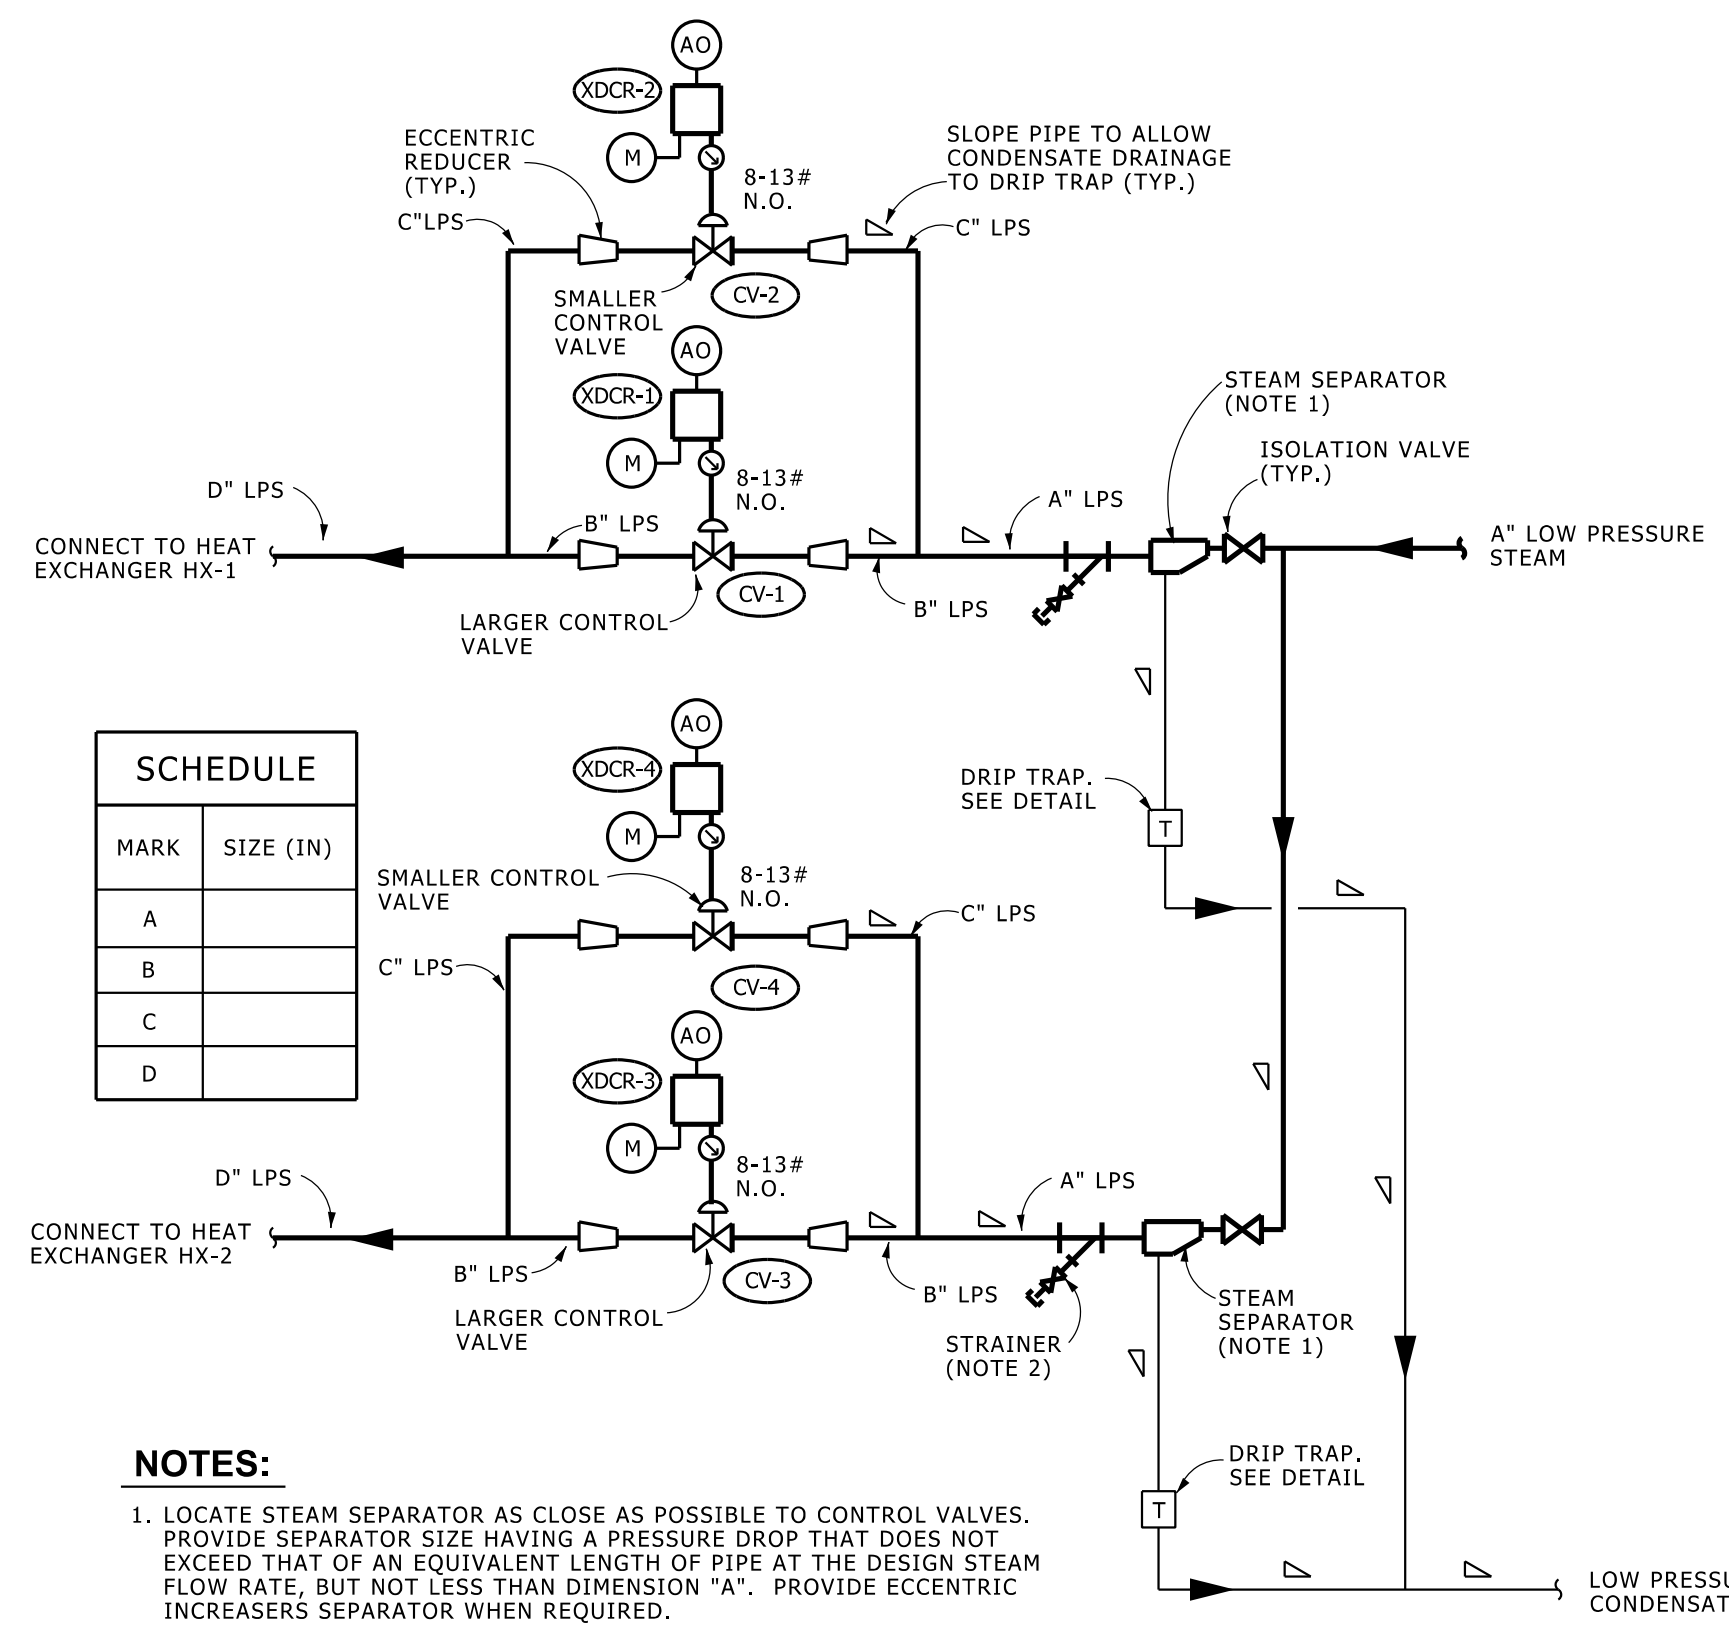 AO
XDCR-2
M
8-13#
N.O.
ECCENTRIC
REDUCER
(TYP.)
C"LPS
SLOPE PIPE TO ALLOW
CONDENSATE DRAINAGE
TO DRIP TRAP (TYP.)
C" LPS
SMALLER
CONTROL
VALVE
CV-2
AO
XDCR-1
M
8-13#
N.O.
STEAM SEPARATOR
(NOTE 1)
ISOLATION VALVE
(TYP.)
D" LPS
B" LPS
A" LPS
CONNECT TO HEAT
EXCHANGER HX-1
A" LOW PRESSURE
STEAM
CV-1
B" LPS
LARGER CONTROL
VALVE
AO
XDCR-4
M
8-13#
N.O.
SCHEDULE
MARK
SIZE (IN)
A
B
C
D
DRIP TRAP.
SEE DETAIL
T
SMALLER CONTROL
VALVE
C" LPS
C" LPS
CV-4
AO
XDCR-3
M
8-13#
N.O.
D" LPS
A" LPS
CONNECT TO HEAT
EXCHANGER HX-2
B" LPS
CV-3
B" LPS
LARGER CONTROL
VALVE
STRAINER
(NOTE 2)
STEAM
SEPARATOR
(NOTE 1)
DRIP TRAP.
SEE DETAIL
T
NOTES:
1. LOCATE STEAM SEPARATOR AS CLOSE AS POSSIBLE TO CONTROL VALVES.
PROVIDE SEPARATOR SIZE HAVING A PRESSURE DROP THAT DOES NOT
EXCEED THAT OF AN EQUIVALENT LENGTH OF PIPE AT THE DESIGN STEAM
FLOW RATE, BUT NOT LESS THAN DIMENSION "A". PROVIDE ECCENTRIC
INCREASERS SEPARATOR WHEN REQUIRED.
LOW